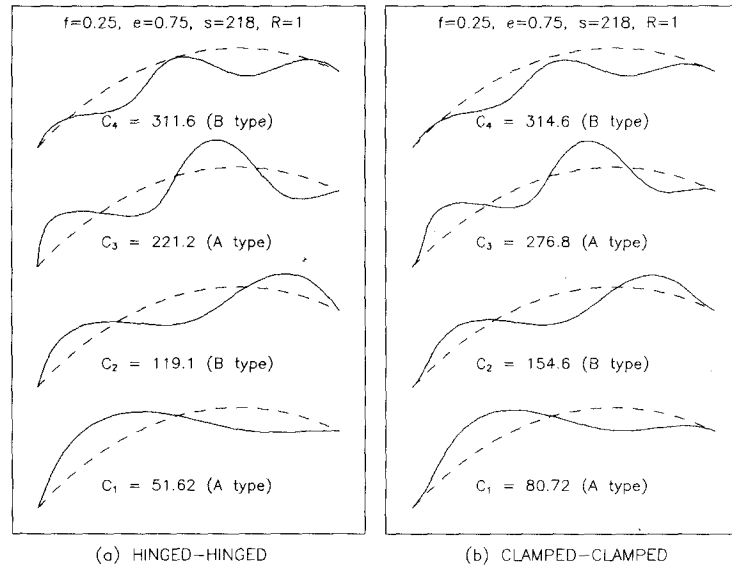 f=0.25, e=0.75, s=218, R=1
C₄ = 311.6 (B type)
C₃ = 221.2 (A type)
C₂ = 119.1 (B type)
C₁ = 51.62 (A type)
(a) HINGED−HINGED
f=0.25, e=0.75, s=218, R=1
C₄ = 314.6 (B type)
C₃ = 276.8 (A type)
C₂ = 154.6 (B type)
C₁ = 80.72 (A type)
(b) CLAMPED−CLAMPED